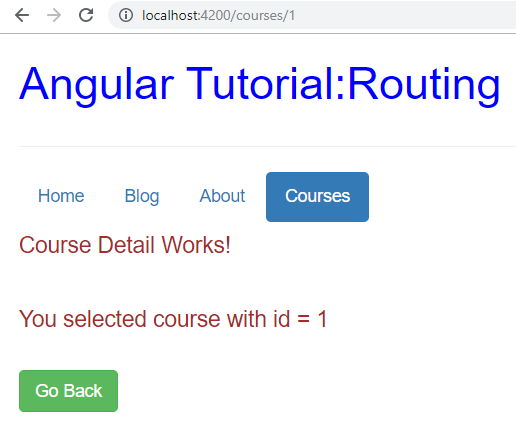 localhost:4200/courses/1
Angular Tutorial:Routing
Home Blog About Courses
Course Detail Works!
You selected course with id = 1
Go Back